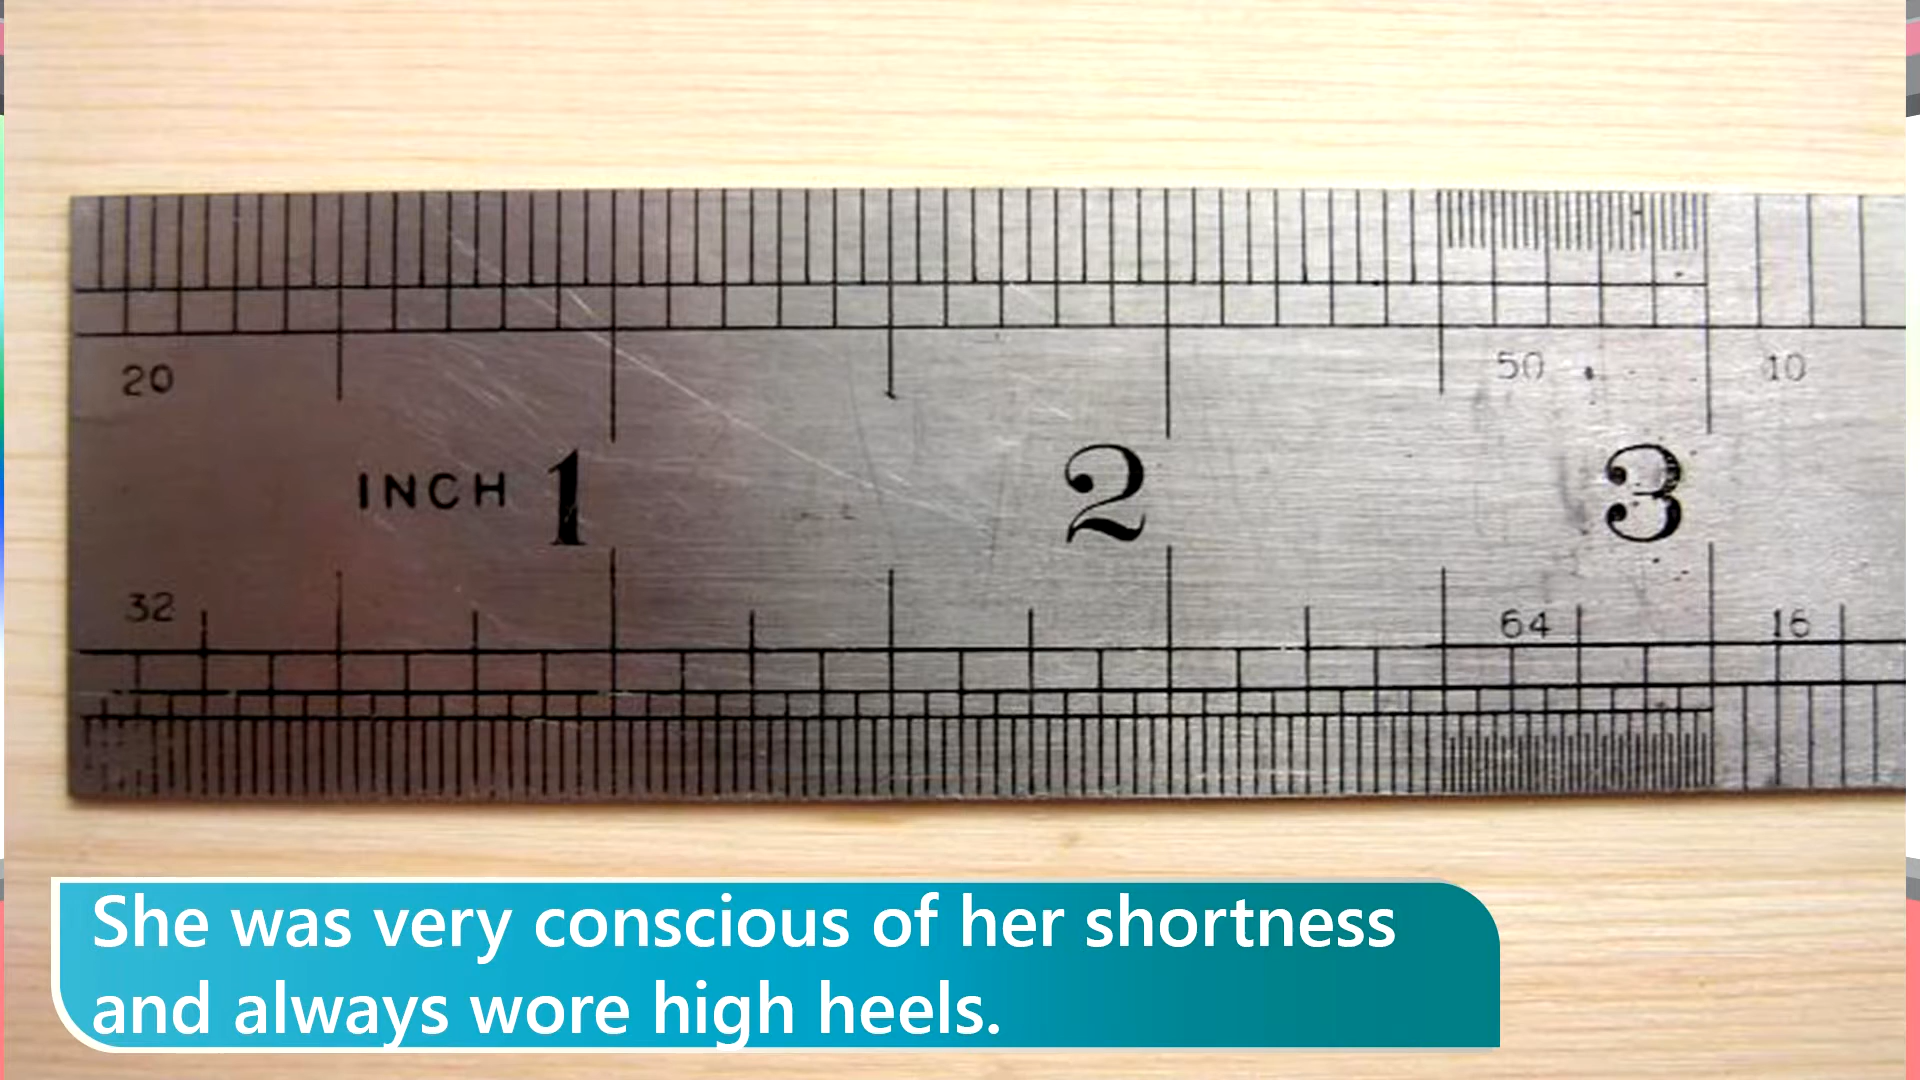 20 50 10
INCH 1 2 3
32 64 16
She was very conscious of her shortness
and always wore high heels.